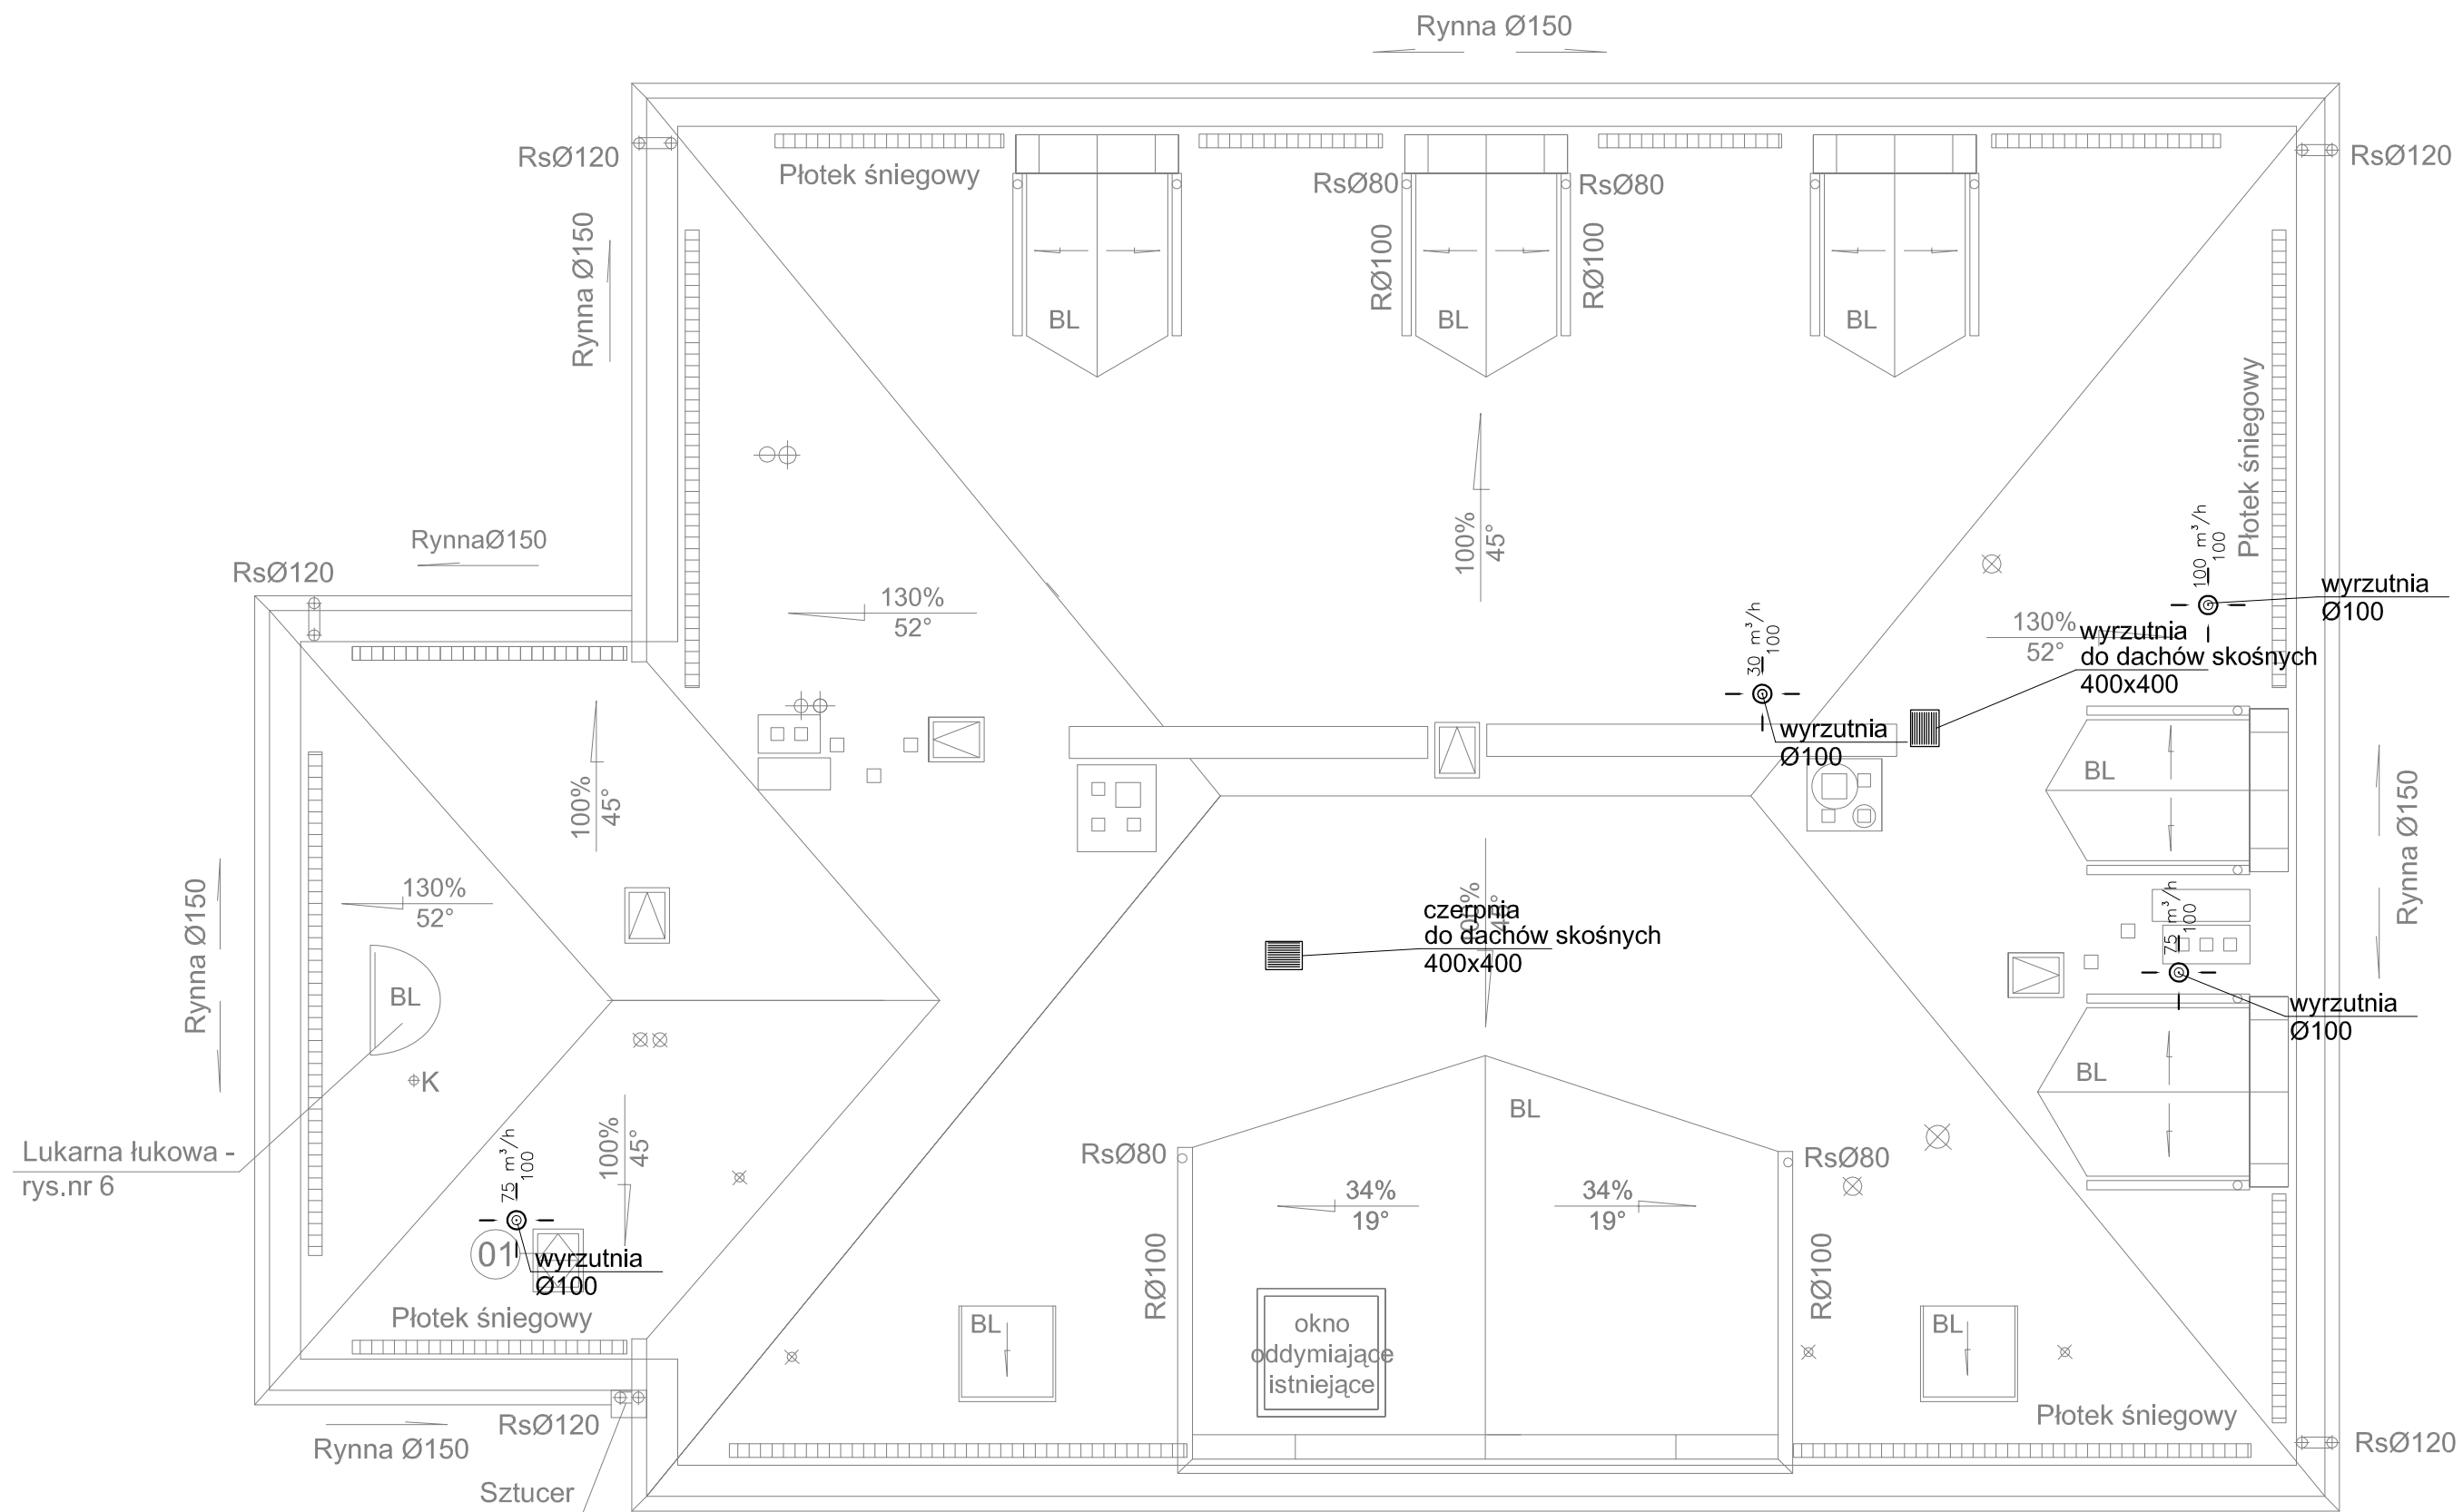 Rynna Ø150
RsØ120
Płotek śniegowy
RsØ80
RsØ80
RsØ120
Rynna Ø150
RØ100
RØ100
BL
BL
BL
Płotek śniegowy
100%
45°
RynnaØ150
RsØ120
130%
52°
100 m³/h
100
wyrzutnia
Ø100
30 m³/h
100
130%
52°
wyrzutnia
do dachów skośnych
400x400
wyrzutnia
Ø100
100%
45°
BL
Rynna Ø150
Rynna Ø150
130%
52°
100%
45°
czerpnia
do dachów skośnych
400x400
75 m³/h
100
BL
wyrzutnia
Ø100
K
BL
BL
Lukarna łukowa -
rys.nr 6
100%
45°
75 m³/h
100
RsØ80
RsØ80
34%
19°
34%
19°
01
wyrzutnia
Ø100
RØ100
RØ100
Płotek śniegowy
BL
okno
oddymiające
istniejące
BL
RsØ120
Rynna Ø150
Płotek śniegowy
RsØ120
Sztucer